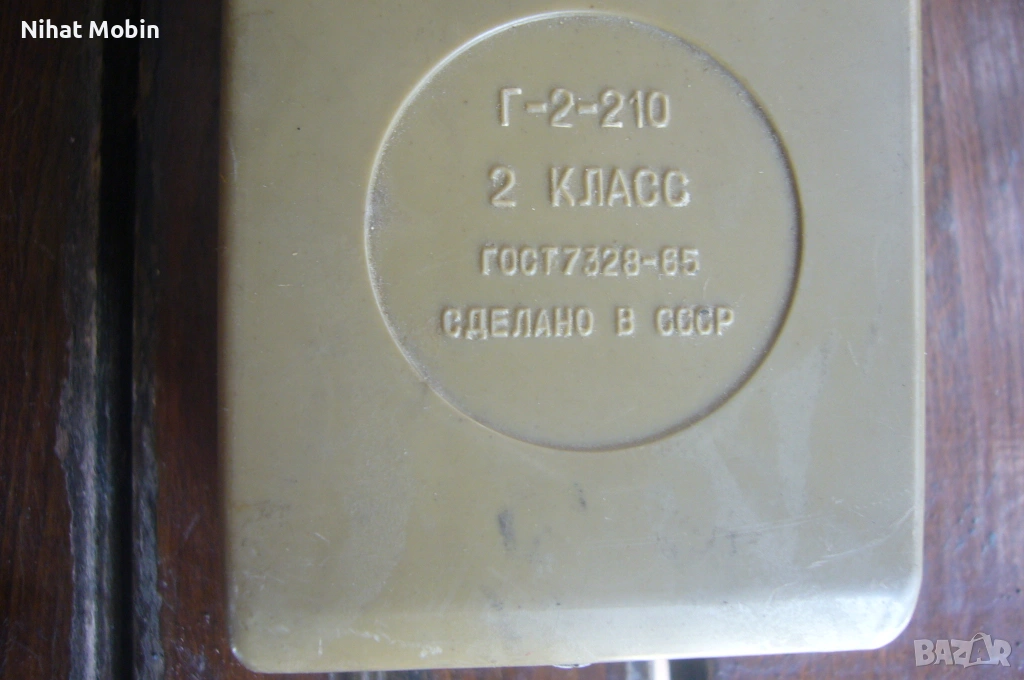 Nihat Mobin
Г-2-210
2 КЛАСС
ГОСТ7328-65
СДЕЛАНО В СССР
BAZAR